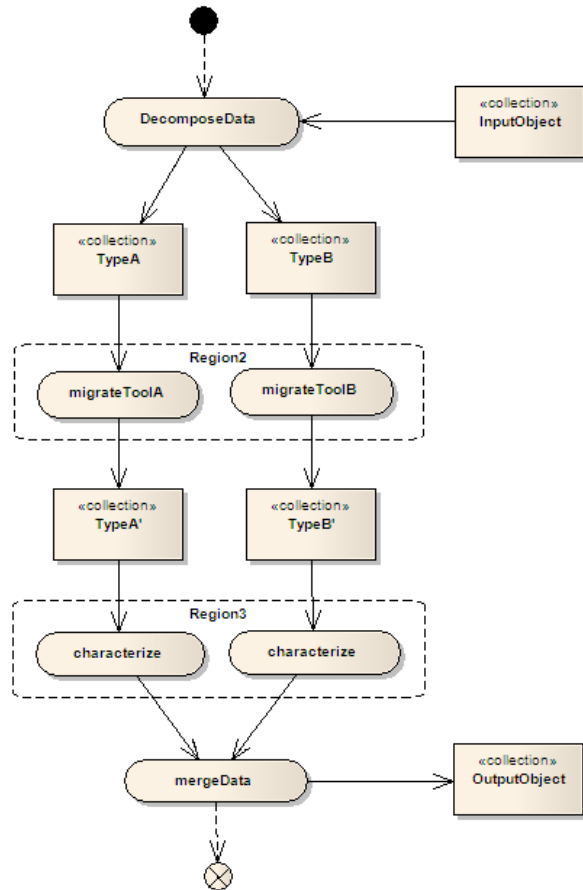 DecomposeData
«collection»
InputObject
«collection»
TypeA
«collection»
TypeB
Region2
migrateToolA
migrateToolB
«collection»
TypeA'
«collection»
TypeB'
Region3
characterize
characterize
mergeData
«collection»
OutputObject